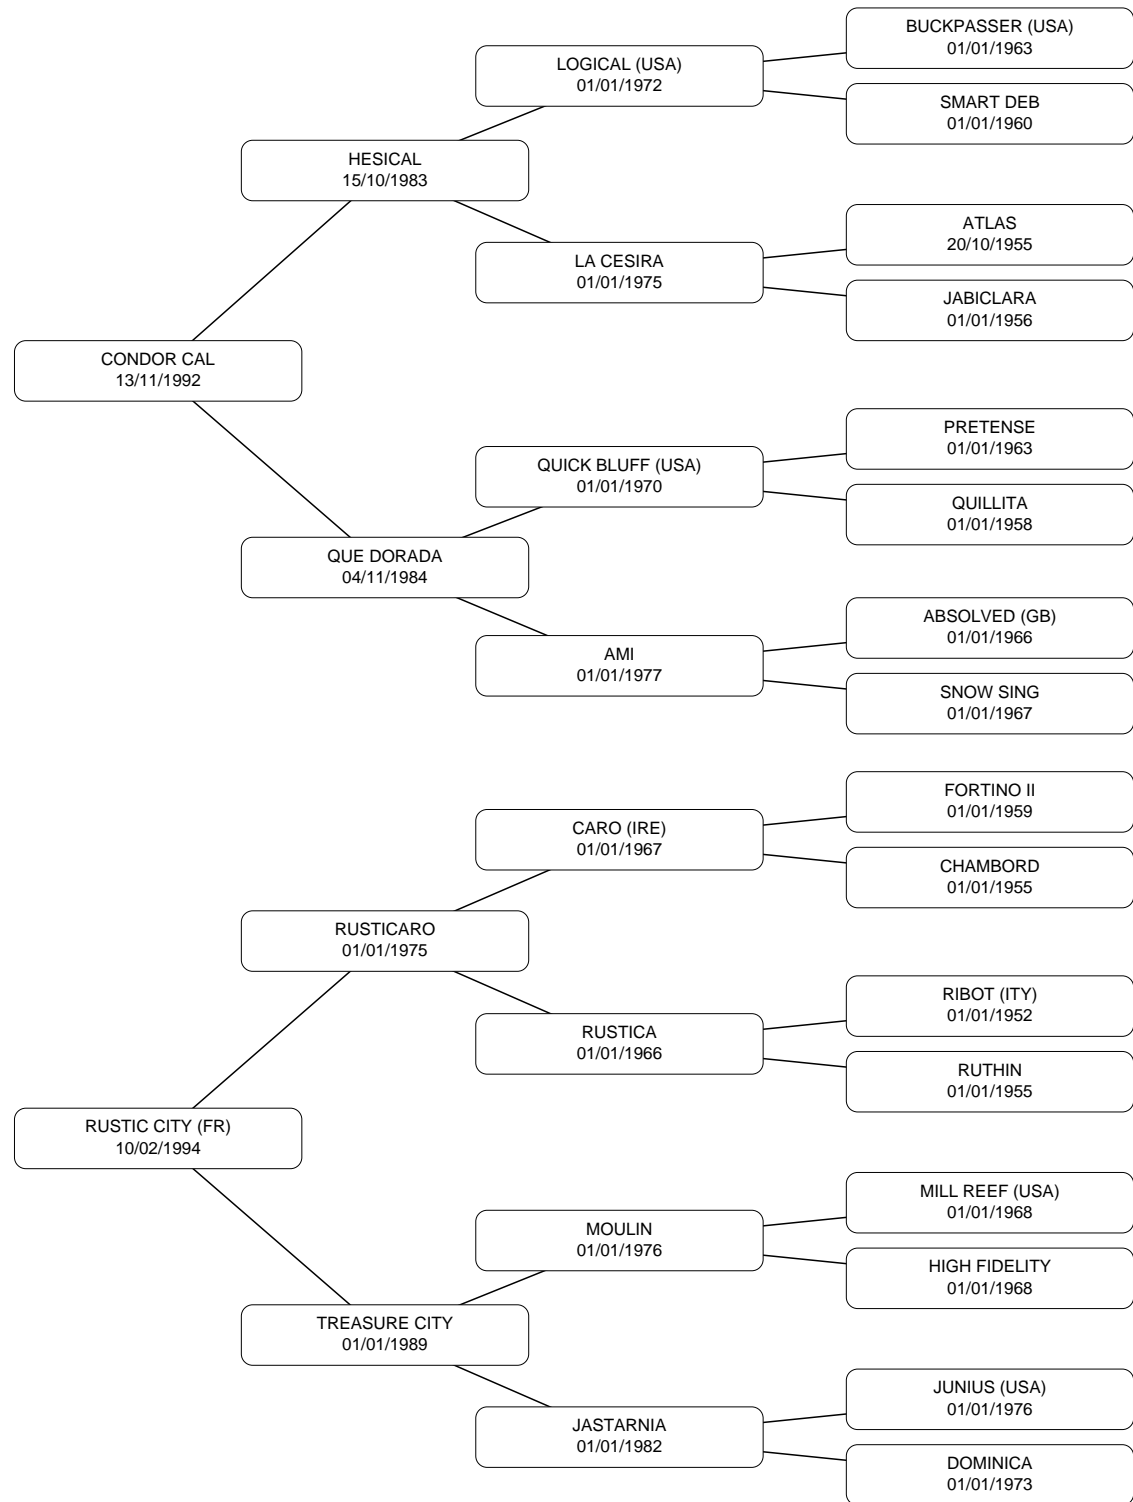 BUCKPASSER (USA)
01/01/1963
LOGICAL (USA)
01/01/1972
SMART DEB
01/01/1960
HESICAL
15/10/1983
ATLAS
20/10/1955
LA CESIRA
01/01/1975
JABICLARA
01/01/1956
CONDOR CAL
13/11/1992
PRETENSE
01/01/1963
QUICK BLUFF (USA)
01/01/1970
QUILLITA
01/01/1958
QUE DORADA
04/11/1984
ABSOLVED (GB)
01/01/1966
AMI
01/01/1977
SNOW SING
01/01/1967
FORTINO II
01/01/1959
CARO (IRE)
01/01/1967
CHAMBORD
01/01/1955
RUSTICARO
01/01/1975
RIBOT (ITY)
01/01/1952
RUSTICA
01/01/1966
RUTHIN
01/01/1955
RUSTIC CITY (FR)
10/02/1994
MILL REEF (USA)
01/01/1968
MOULIN
01/01/1976
HIGH FIDELITY
01/01/1968
TREASURE CITY
01/01/1989
JUNIUS (USA)
01/01/1976
JASTARNIA
01/01/1982
DOMINICA
01/01/1973